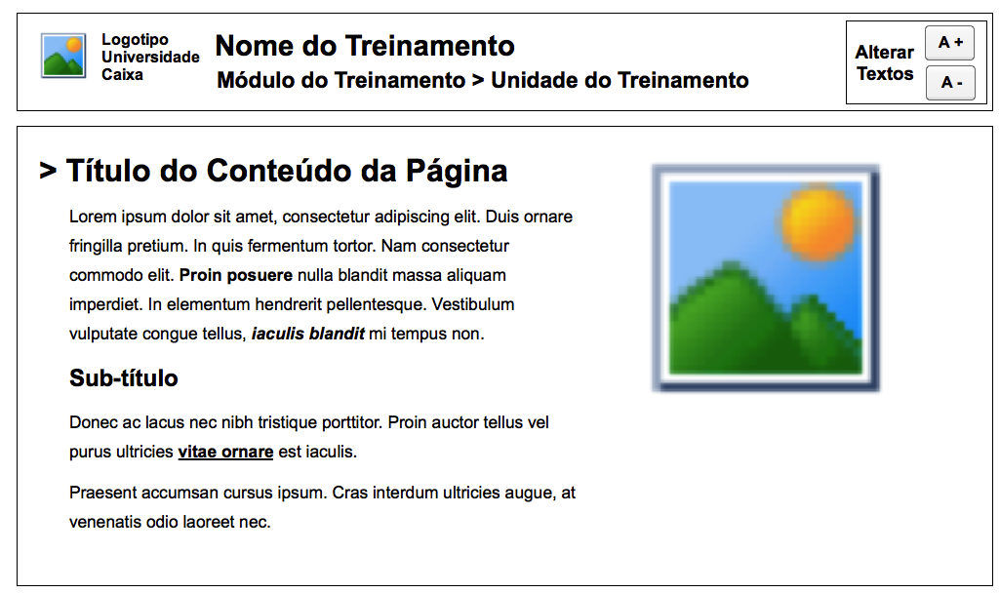 Logotipo
Universidade
Caixa
Nome do Treinamento
Módulo do Treinamento > Unidade do Treinamento
Alterar
Textos
A +
A -
> Título do Conteúdo da Página
Lorem ipsum dolor sit amet, consectetur adipiscing elit. Duis ornare
fringilla pretium. In quis fermentum tortor. Nam consectetur
commodo elit. Proin posuere nulla blandit massa aliquam
imperdiet. In elementum hendrerit pellentesque. Vestibulum
vulputate congue tellus, iaculis blandit mi tempus non.
Sub-título
Donec ac lacus nec nibh tristique porttitor. Proin auctor tellus vel
purus ultricies vitae ornare est iaculis.
Praesent accumsan cursus ipsum. Cras interdum ultricies augue, at
venenatis odio laoreet nec.